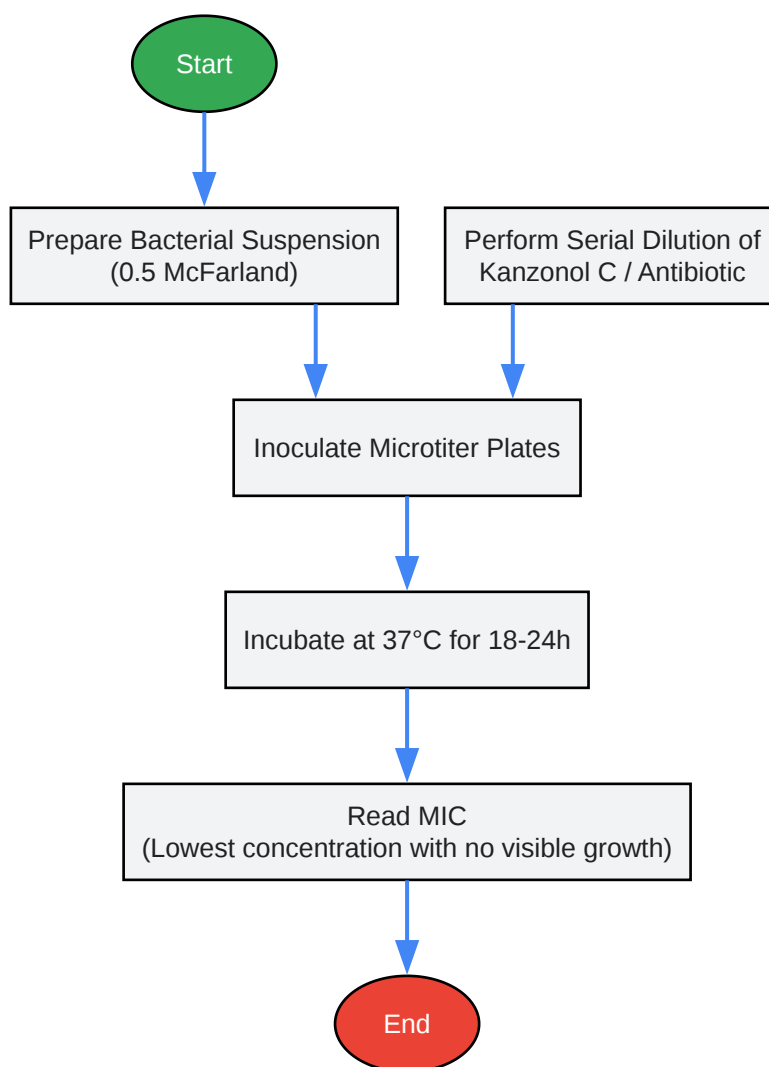 Start
Prepare Bacterial Suspension
(0.5 McFarland)
Perform Serial Dilution of
Kanzonol C / Antibiotic
Inoculate Microtiter Plates
Incubate at 37°C for 18-24h
Read MIC
(Lowest concentration with no visible growth)
End